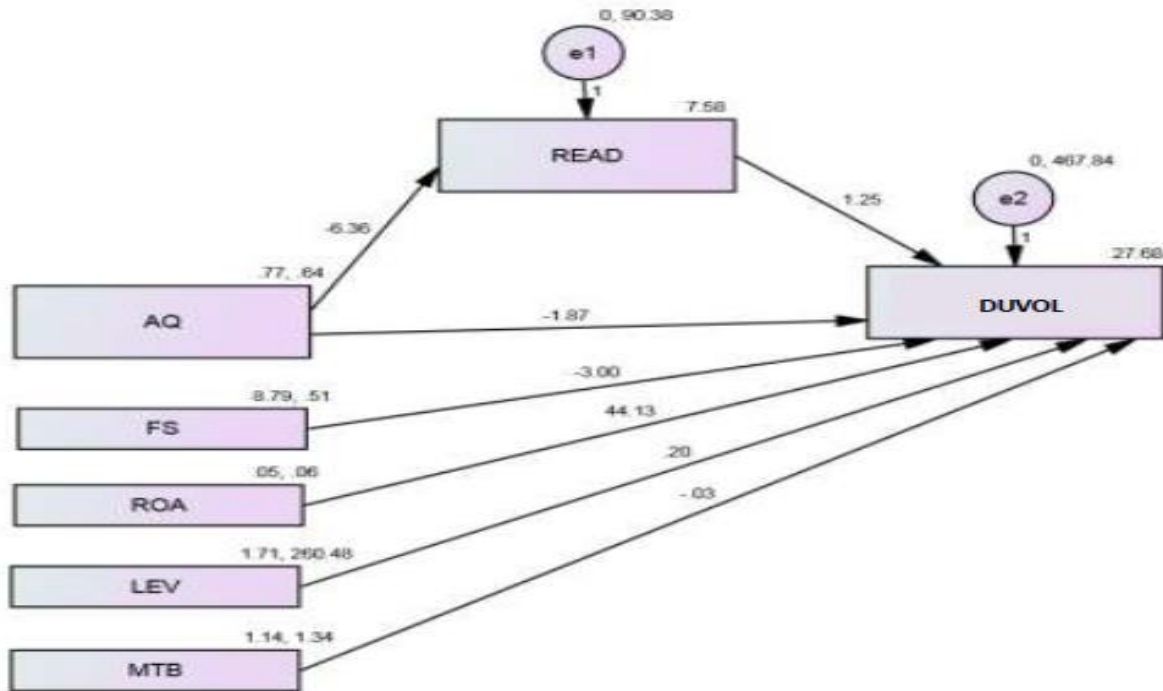 0, 90.38
e1
1
7.58
READ
0, 467.84
e2
1.25
1
-6.36
27.68
.77, .64
AQ
DUVOL
-1.87
8.79, .51
-3.00
FS
44.13
.05, .06
ROA
.20
1.71, 260.48
-.03
LEV
1.14, 1.34
MTB